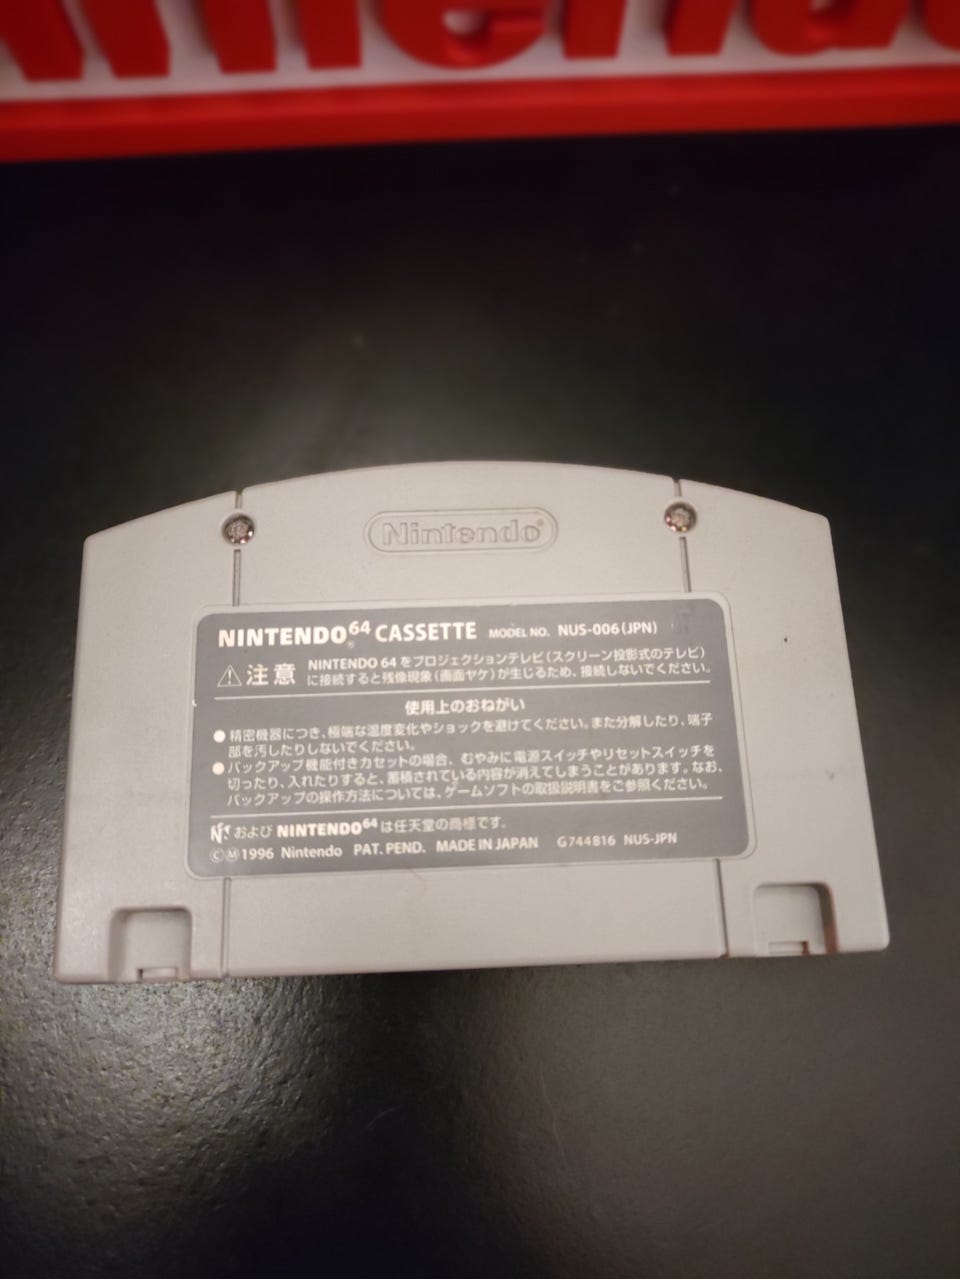 Nintendo
Nintendo®
NINTENDO64® CASSETTE MODEL NO. NUS-006(JPN)
⚠注意 NINTENDO 64 をプロジェクションテレビ(スクリーン投影式のテレビ)
に接続すると残像現象(画面ヤケ)が生じるため、接続しないでください。
使用上のおねがい
●精密機器につき、極端な温度変化やショックを避けてください。また分解したり、端子
部を汚したりしないでください。
●バックアップ機能付きカセットの場合、むやみに電源スイッチやリセットスイッチを
切ったり、入れたりすると、蓄積されている内容が消えてしまうことがあります。なお、
バックアップの操作方法については、ゲームソフトの取扱説明書をご参照ください。
および NINTENDO64 は任天堂の商標です。
ⒸⓂ1996 Nintendo PAT. PEND. MADE IN JAPAN G744816 NUS-JPN